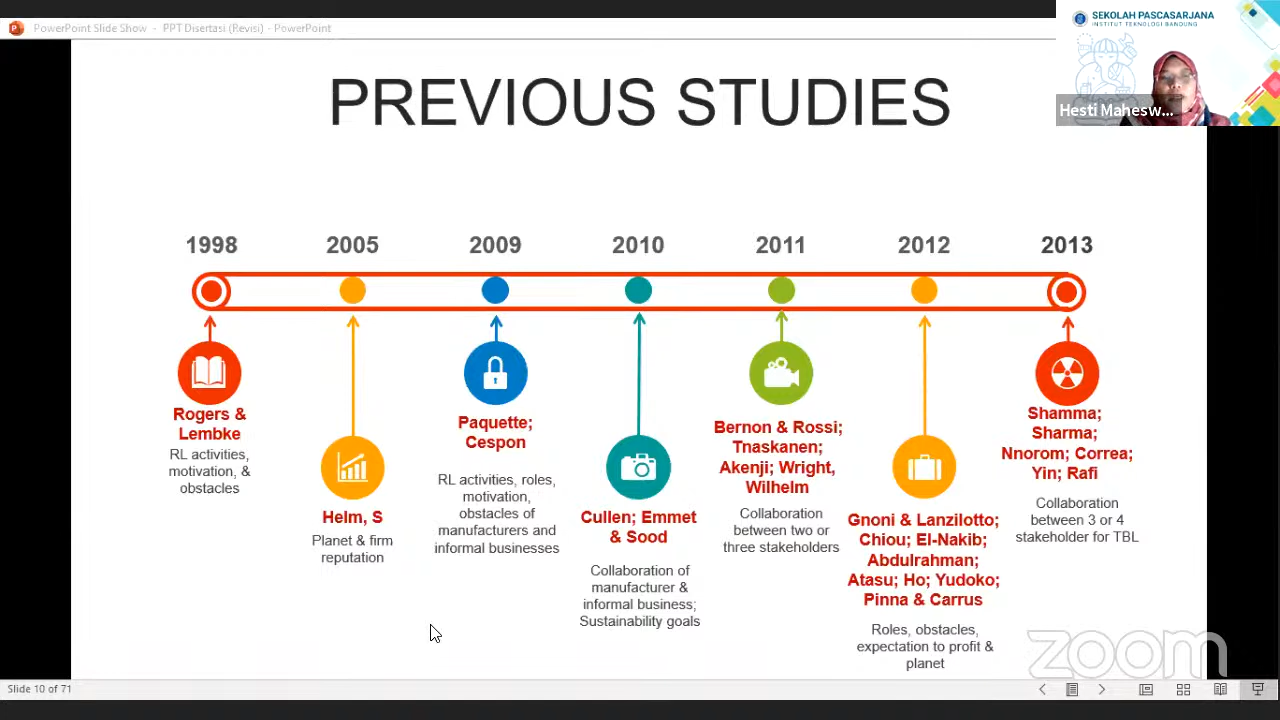 PowerPoint Slide Show - PPT Disertasi (Revisi) - PowerPoint
SEKOLAH PASCASARJANA
INSTITUT TEKNOLOGI BANDUNG
Hesti Mahesw...
PREVIOUS STUDIES
1998
2005
2009
2010
2011
2012
2013
Rogers &
Lembke
RL activities,
motivation, &
obstacles
Helm, S
Planet & firm
reputation
Paquette;
Cespon
RL activities, roles,
motivation,
obstacles of
manufacturers and
informal businesses
Cullen; Emmet
& Sood
Collaboration of
manufacturer &
informal business;
Sustainability goals
Bernon & Rossi;
Tnaskanen;
Akenji; Wright,
Wilhelm
Collaboration
between two or
three stakeholders
Gnoni & Lanzilotto;
Chiou; El-Nakib;
Abdulrahman;
Atasu; Ho; Yudoko;
Pinna & Carrus
Roles, obstacles,
expectation to profit &
planet
Shamma;
Sharma;
Nnorom; Correa;
Yin; Rafi
Collaboration
between 3 or 4
stakeholder for TBL
zoom
Slide 10 of 71